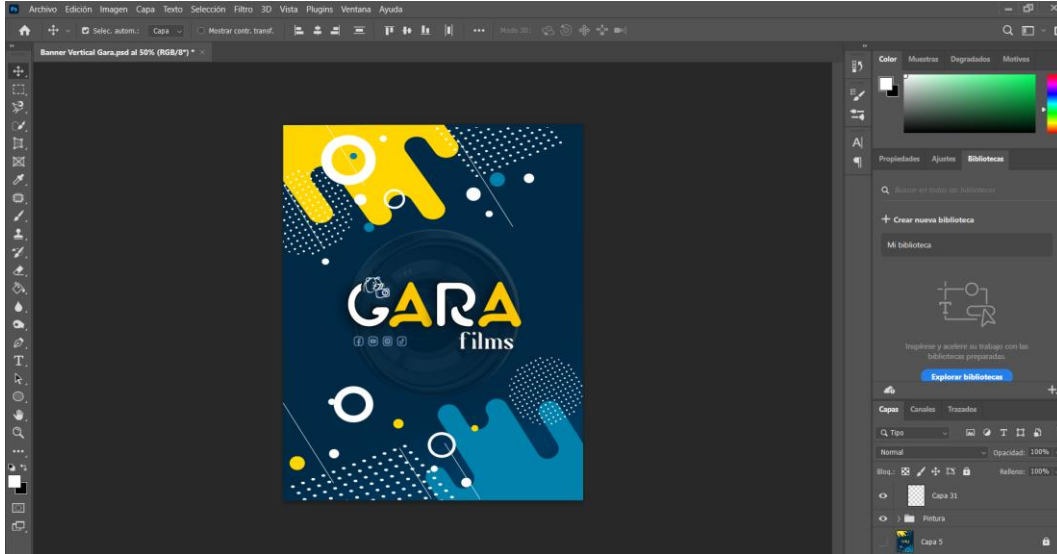 Ps Archivo Edición Imagen Capa Texto Selección Filtro 3D Vista Plugins Ventana Ayuda
Selec. autom.: Capa Mostrar contr. transf. Modo 3D:
Banner Vertical Gara.psd al 50% (RGB/8*) * ×
Color Muestras Degradados Motivos
Propiedades Ajustes Bibliotecas
Buscar en todas las bibliotecas
Crear nueva biblioteca
Mi biblioteca
GARA
films
Inspírese y acelere su trabajo con las
bibliotecas preparadas.
Explorar bibliotecas
Capas Canales Trazados
Tipo
Normal Opacidad: 100%
Bloq.: Relleno: 100%
Capa 31
Pintura
Capa 5